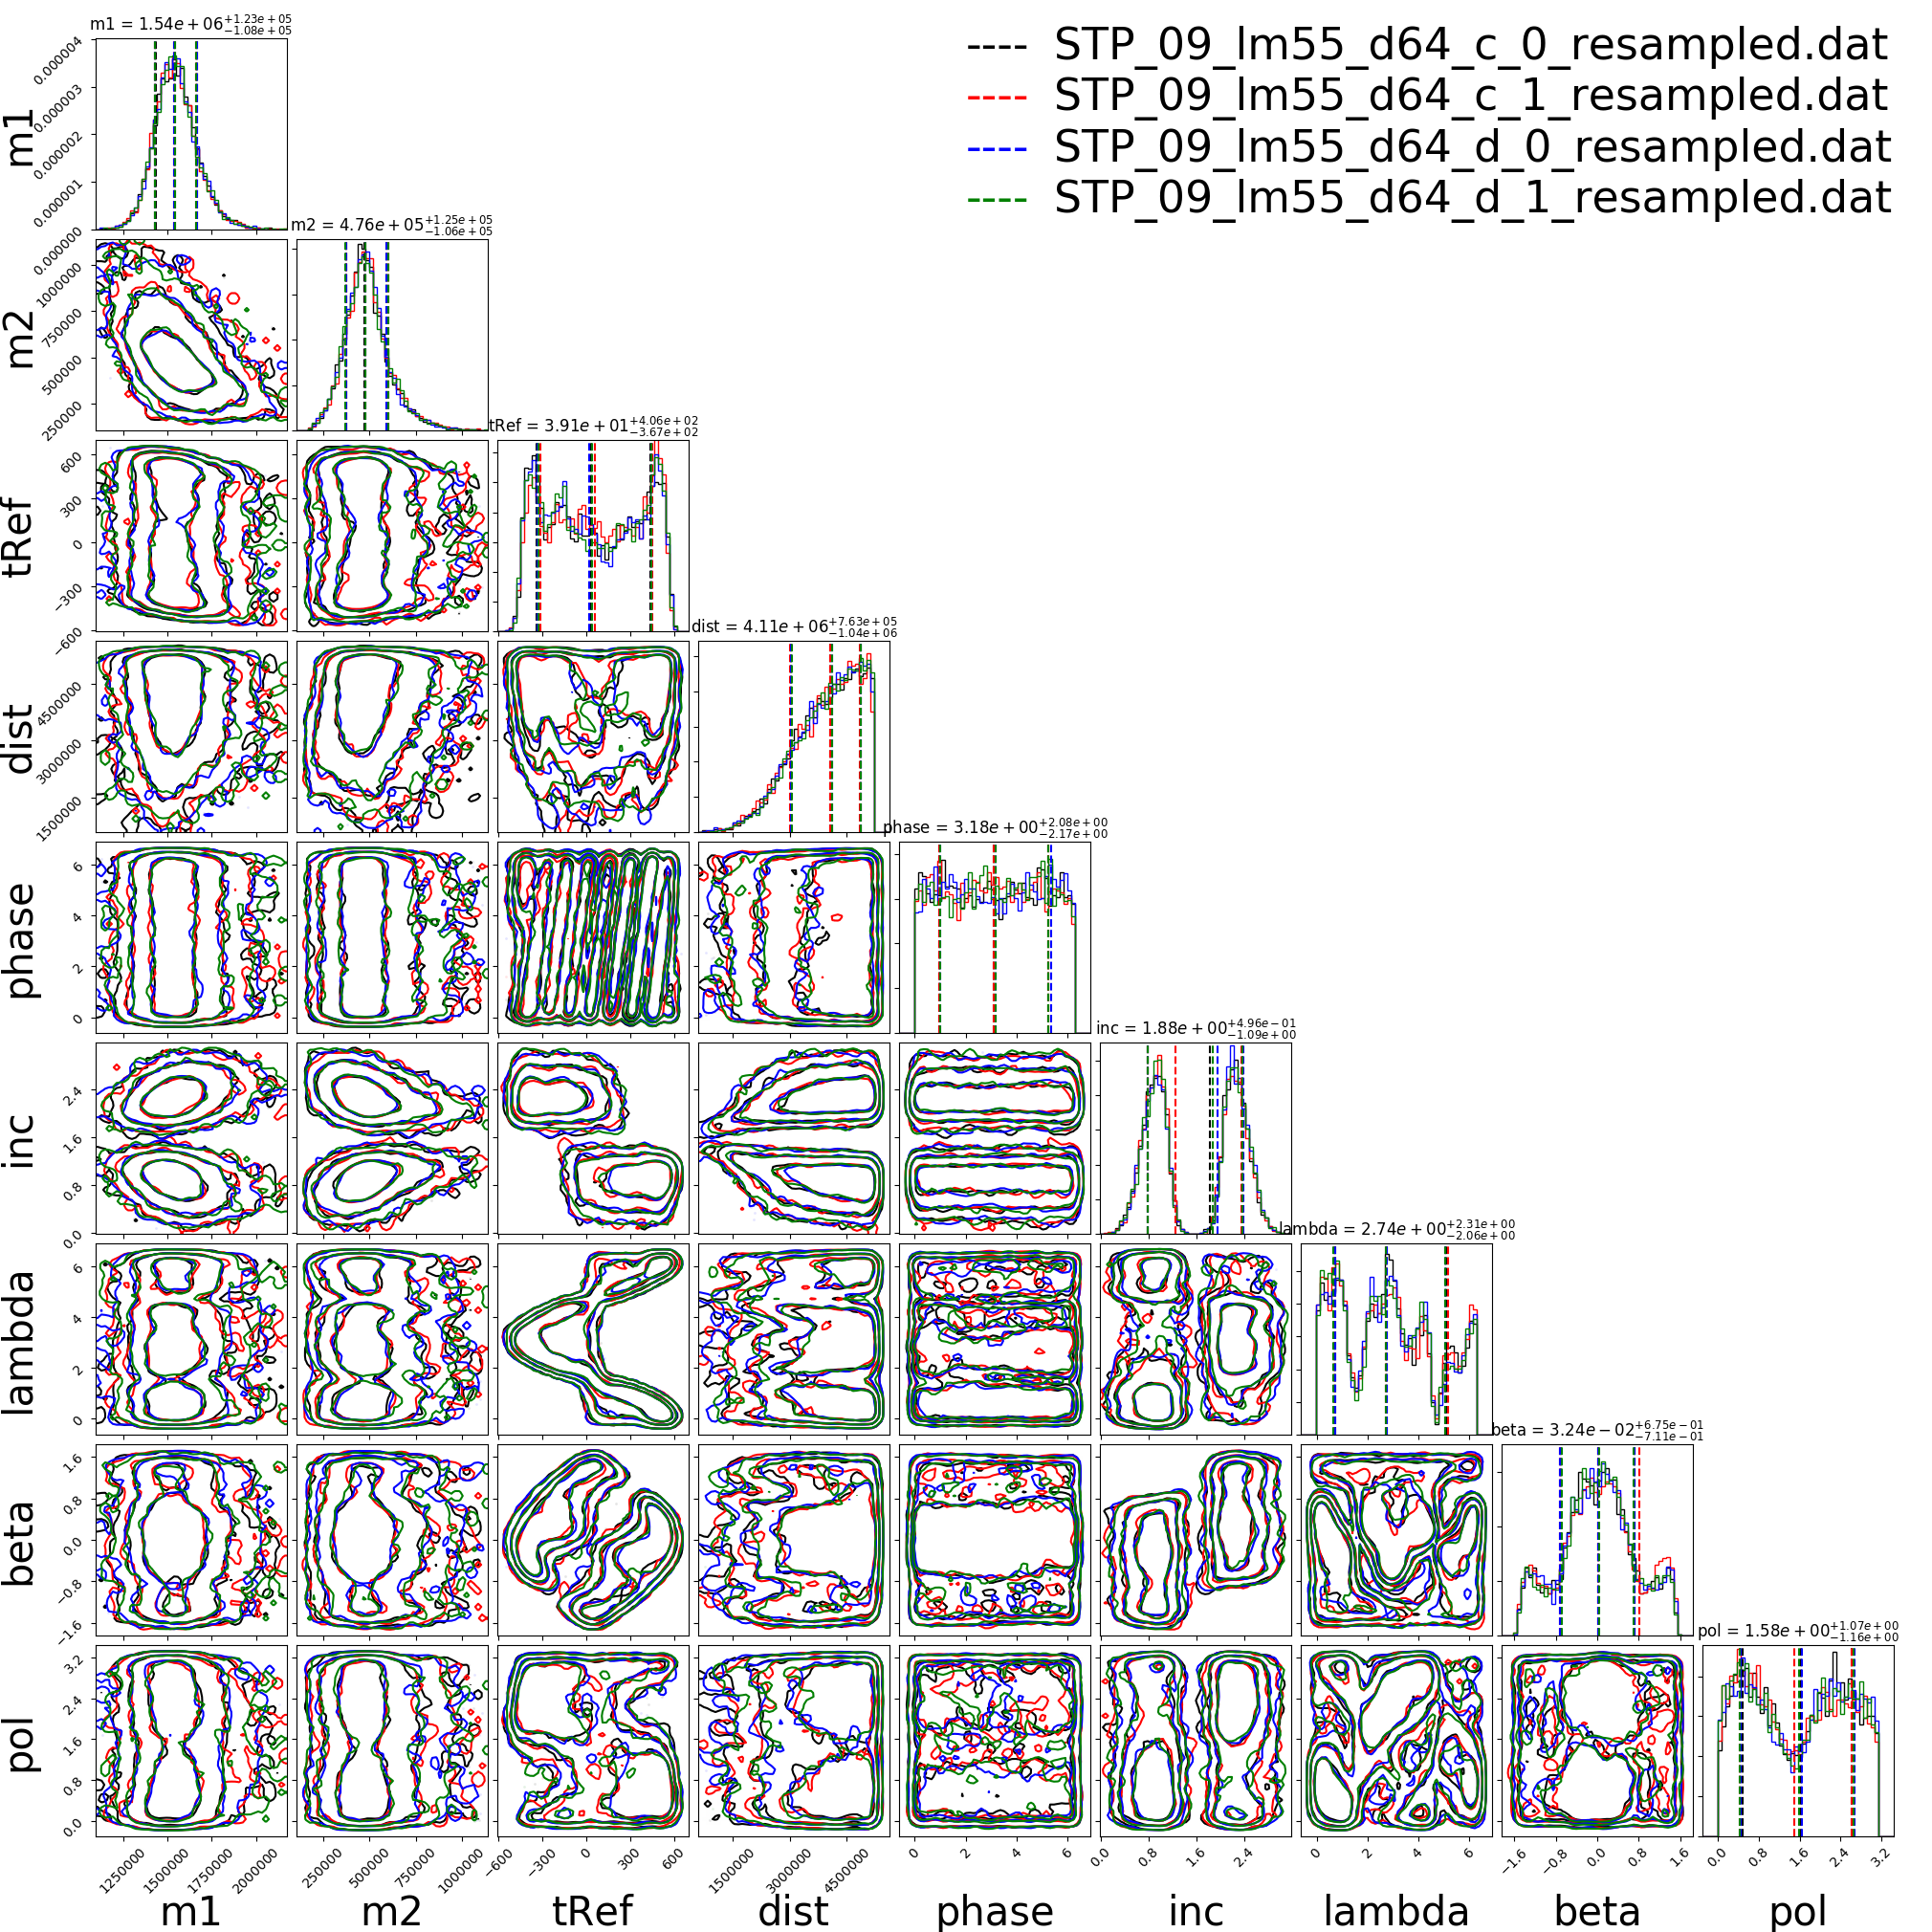 m1 = 1.54e + 06 +1.23e+05 −1.08e+05
STP_09_lm55_d64_c_0_resampled.dat
STP_09_lm55_d64_c_1_resampled.dat
STP_09_lm55_d64_d_0_resampled.dat
STP_09_lm55_d64_d_1_resampled.dat
0.000004
0.000003
0.000002
0.000001
0.000000
m1
m2 = 4.76e + 05 +1.25e+05 −1.06e+05
1000000
750000
500000
250000
m2
tRef = 3.91e + 01 +4.06e+02 −3.67e+02
600
300
0
−300
−600
tRef
dist = 4.11e + 06 +7.63e+05 −1.04e+06
4500000
3000000
1500000
dist
phase = 3.18e + 00 +2.08e+00 −2.17e+00
6
4
2
0
phase
inc = 1.88e + 00 +4.96e−01 −1.09e+00
2.4
1.6
0.8
0.0
inc
lambda = 2.74e + 00 +2.31e+00 −2.06e+00
6
4
2
0
lambda
beta = 3.24e − 02 +6.75e−01 −7.11e−01
1.6
0.8
0.0
−0.8
−1.6
beta
pol = 1.58e + 00 +1.07e+00 −1.16e+00
3.2
2.4
1.6
0.8
0.0
pol
1250000 1500000 1750000 2000000 250000 500000 750000 1000000 −600 −300 0 300 600 1500000 3000000 4500000 0 2 4 6 0.0 0.8 1.6 2.4 0 2 4 6 −1.6 −0.8 0.0 0.8 1.6 0.0 0.8 1.6 2.4 3.2
m1 m2 tRef dist phase inc lambda beta pol